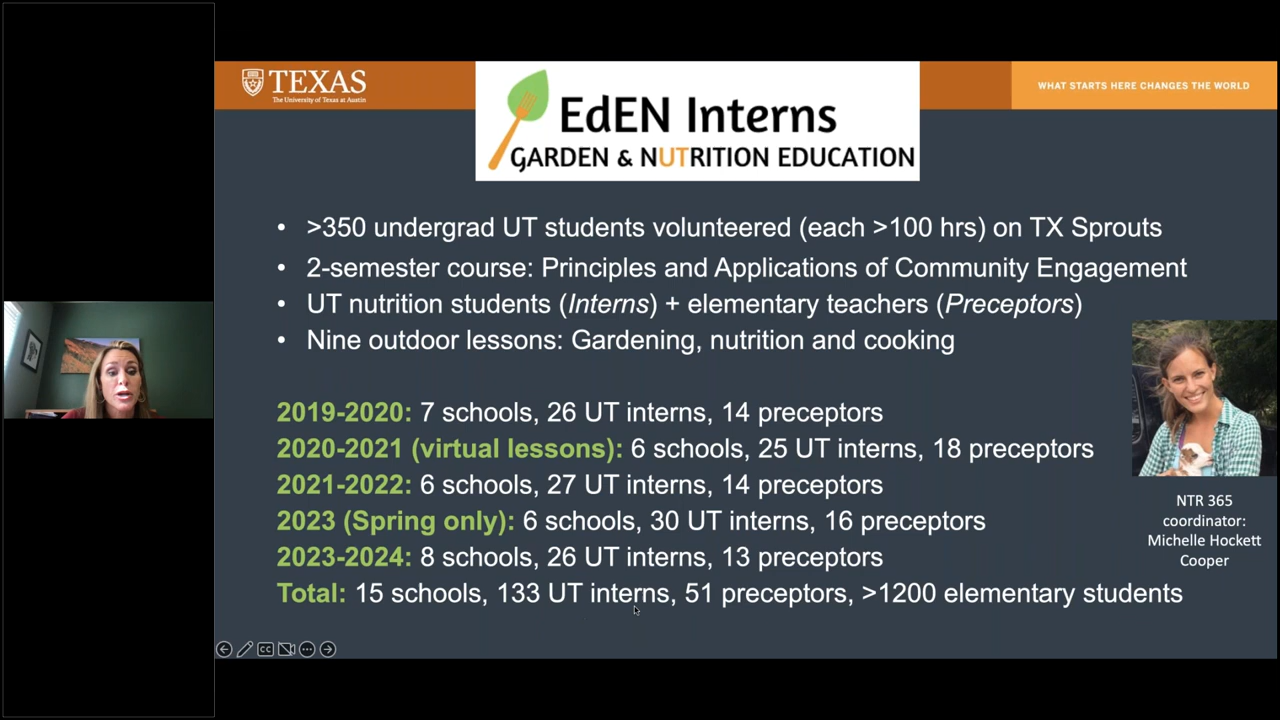 TEXAS
The University of Texas at Austin
EdEN Interns
GARDEN & NUTRITION EDUCATION
WHAT STARTS HERE CHANGES THE WORLD
• >350 undergrad UT students volunteered (each >100 hrs) on TX Sprouts
• 2-semester course: Principles and Applications of Community Engagement
• UT nutrition students (Interns) + elementary teachers (Preceptors)
• Nine outdoor lessons: Gardening, nutrition and cooking
2019-2020: 7 schools, 26 UT interns, 14 preceptors
2020-2021 (virtual lessons): 6 schools, 25 UT interns, 18 preceptors
2021-2022: 6 schools, 27 UT interns, 14 preceptors
2023 (Spring only): 6 schools, 30 UT interns, 16 preceptors
2023-2024: 8 schools, 26 UT interns, 13 preceptors
Total: 15 schools, 133 UT interns, 51 preceptors, >1200 elementary students
NTR 365
coordinator:
Michelle Hockett
Cooper
CC